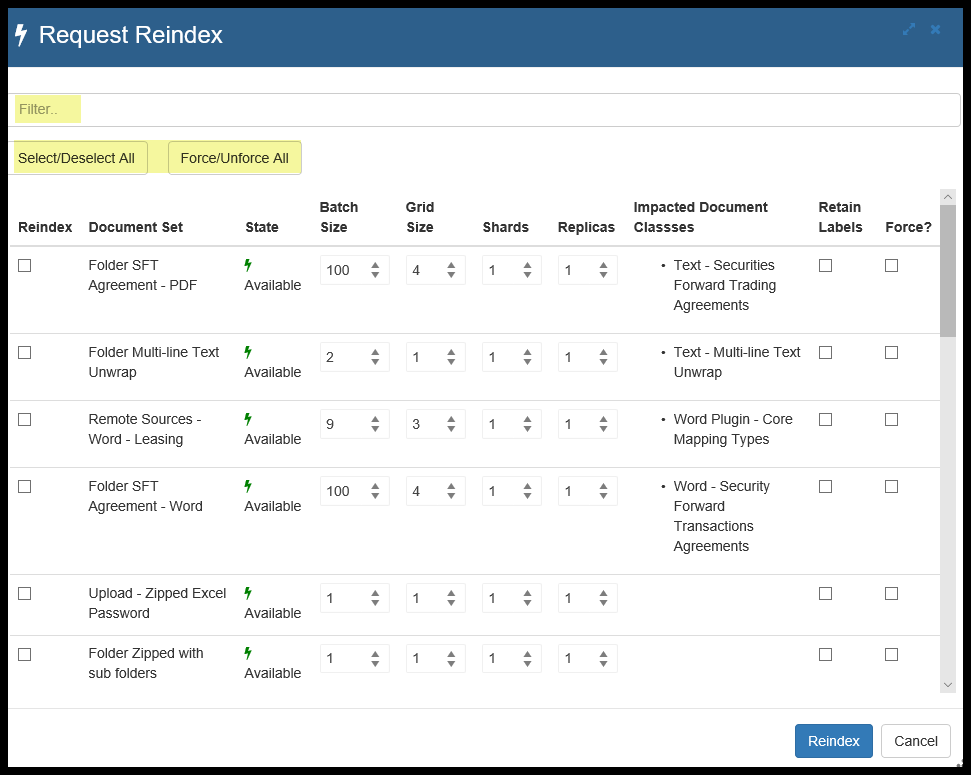 Request Reindex
Filter..
Select/Deselect All Force/Unforce All
Batch Grid Impacted Document Retain
Reindex Document Set State Size Size Shards Replicas Classses Labels Force?
Folder SFT • Text - Securities
Agreement - PDF Available 100 4 1 1 Forward Trading
Agreements
Folder Multi-line Text • Text - Multi-line Text
Unwrap Available 2 1 1 1 Unwrap
Remote Sources - • Word Plugin - Core
Word - Leasing Available 9 3 1 1 Mapping Types
Folder SFT • Word - Security
Agreement - Word Available 100 4 1 1 Forward
Transactions
Agreements
Upload - Zipped Excel 1 1 1 1
Password Available
Folder Zipped with 1 1 1 1
sub folders Available
Reindex Cancel